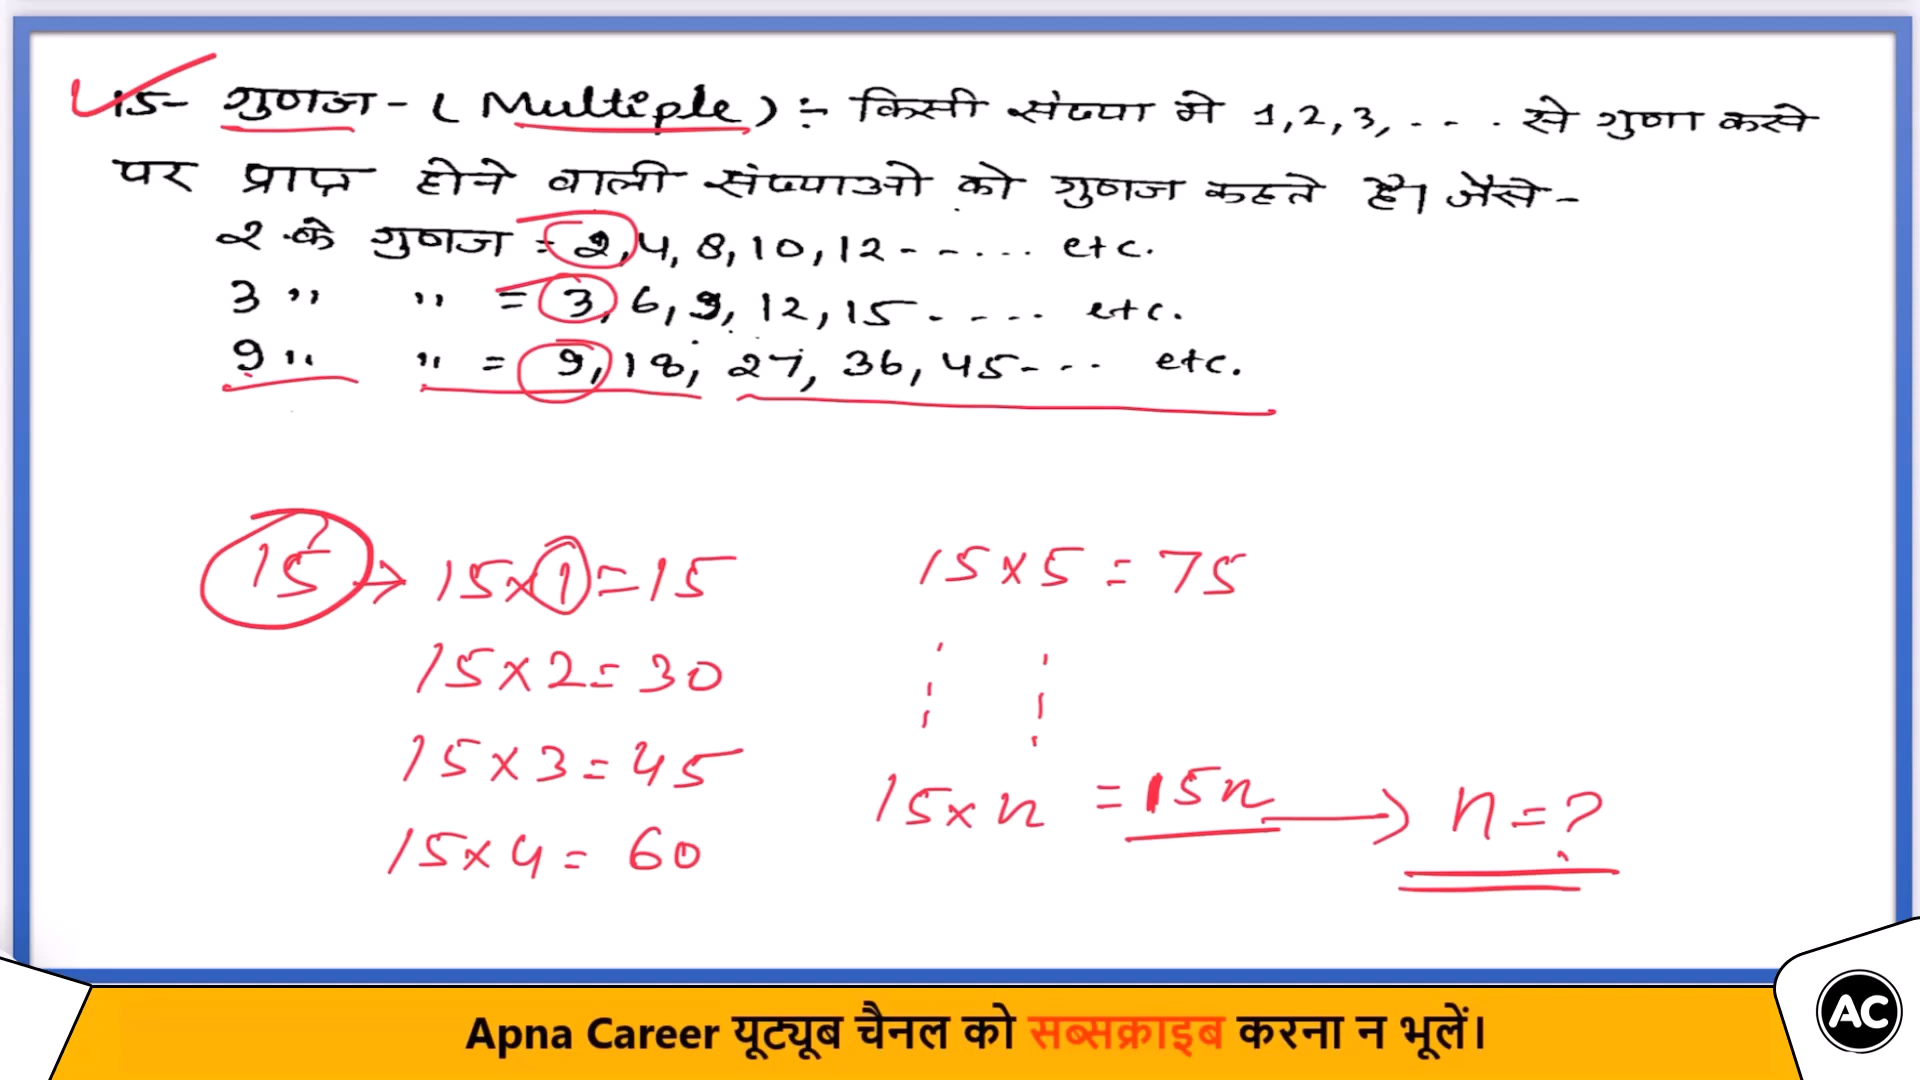 15- गुणज - ( Multiple ) :- किसी संख्या मे 1,2,3, . . . से गुणा करने
पर प्राप्त होने वाली संख्याओ को गुणज कहते है। जैसे-
2 के गुणज = 2,4, 8, 10, 12 - - . . . . etc.
3 ,, ,, = 3, 6, 9, 12, 15 . - - . . etc.
9 ,, ,, = 9, 18, 27, 36, 45 - - . . etc.
15 → 15×1=15
15×2=30
15×3=45
15×4=60
15×5=75
15×n =15n → n=?
Apna Career यूट्यूब चैनल को सब्सक्राइब करना न भूलें।
AC